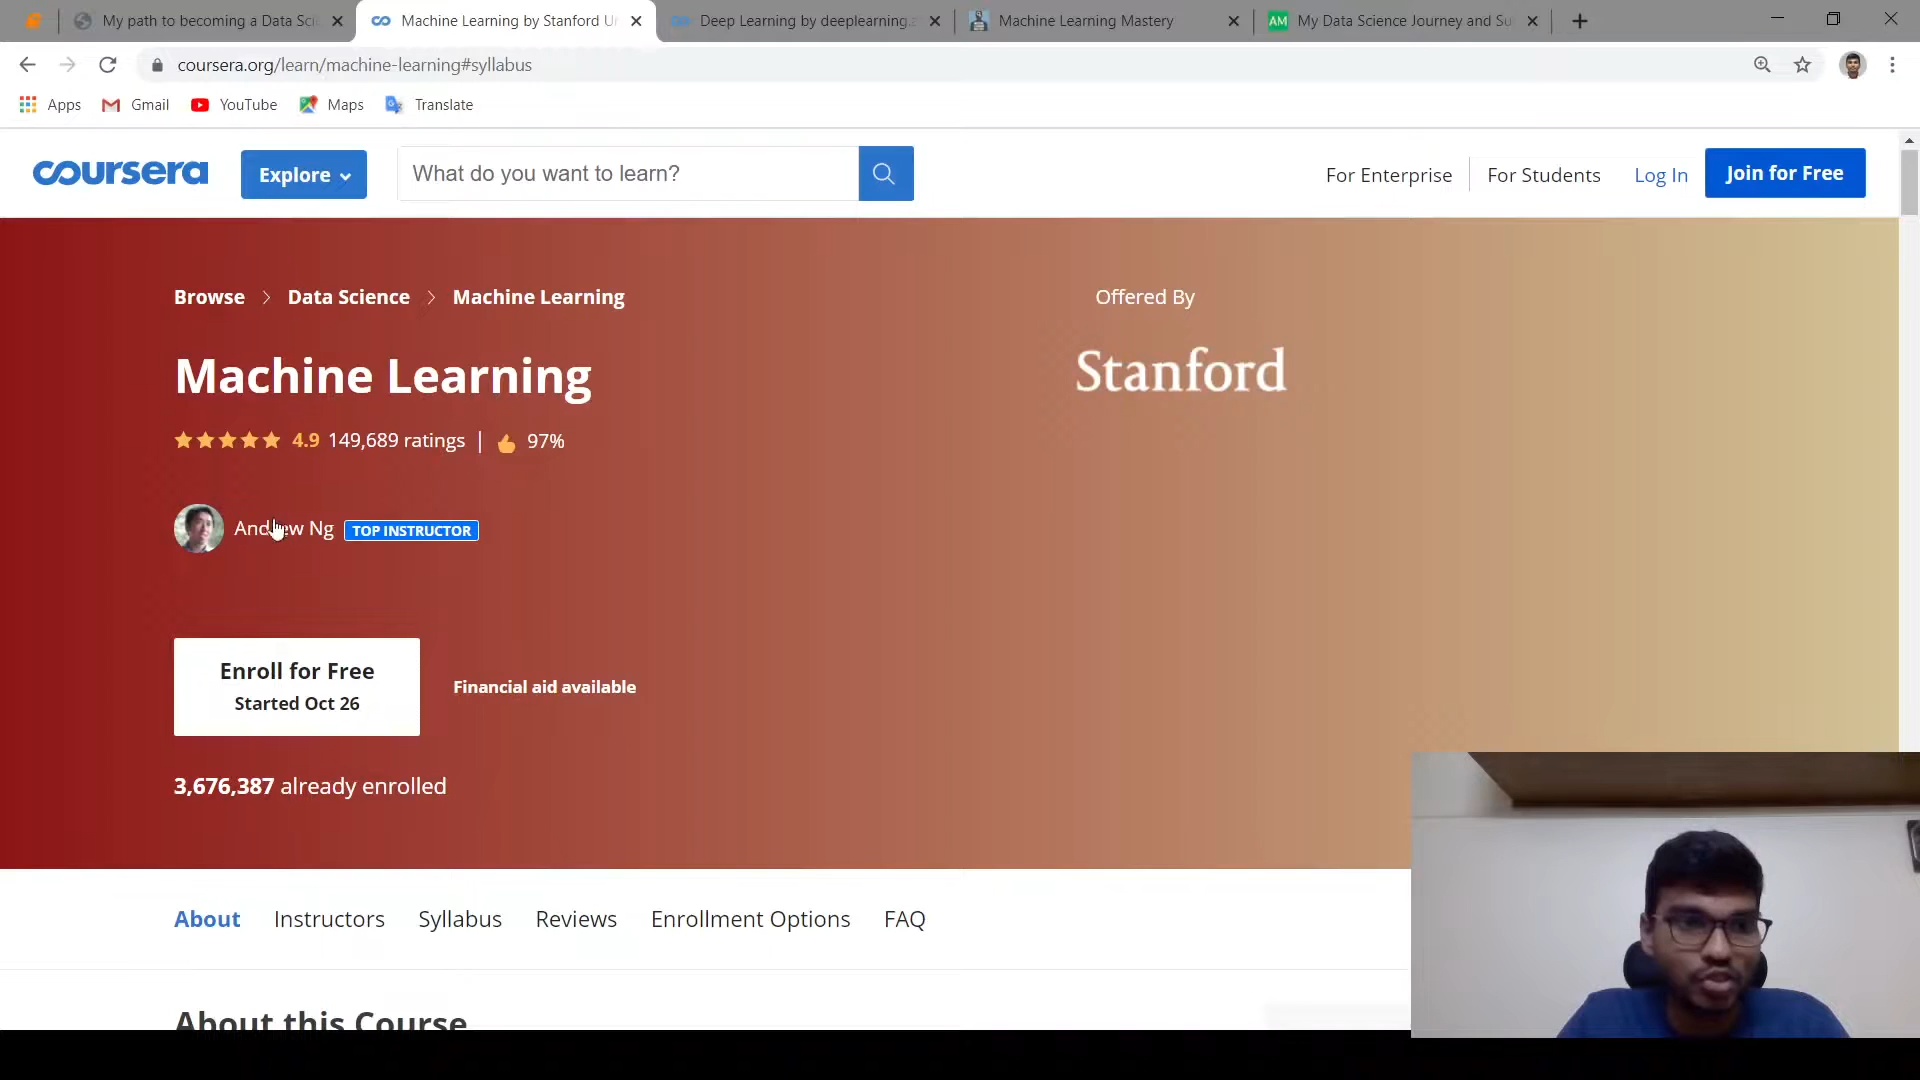 My path to becoming a Data Sci
Machine Learning by Stanford Ur
Deep Learning by deeplearning.a
Machine Learning Mastery
AM My Data Science Journey and Su
coursera.org/learn/machine-learning#syllabus
Apps Gmail YouTube Maps Translate
coursera
Explore
What do you want to learn?
For Enterprise
For Students
Log In
Join for Free
Browse > Data Science > Machine Learning
Offered By
Machine Learning
Stanford
4.9 149,689 ratings | 97%
Andrew Ng TOP INSTRUCTOR
Enroll for Free
Started Oct 26
Financial aid available
3,676,387 already enrolled
About Instructors Syllabus Reviews Enrollment Options FAQ
About this Course